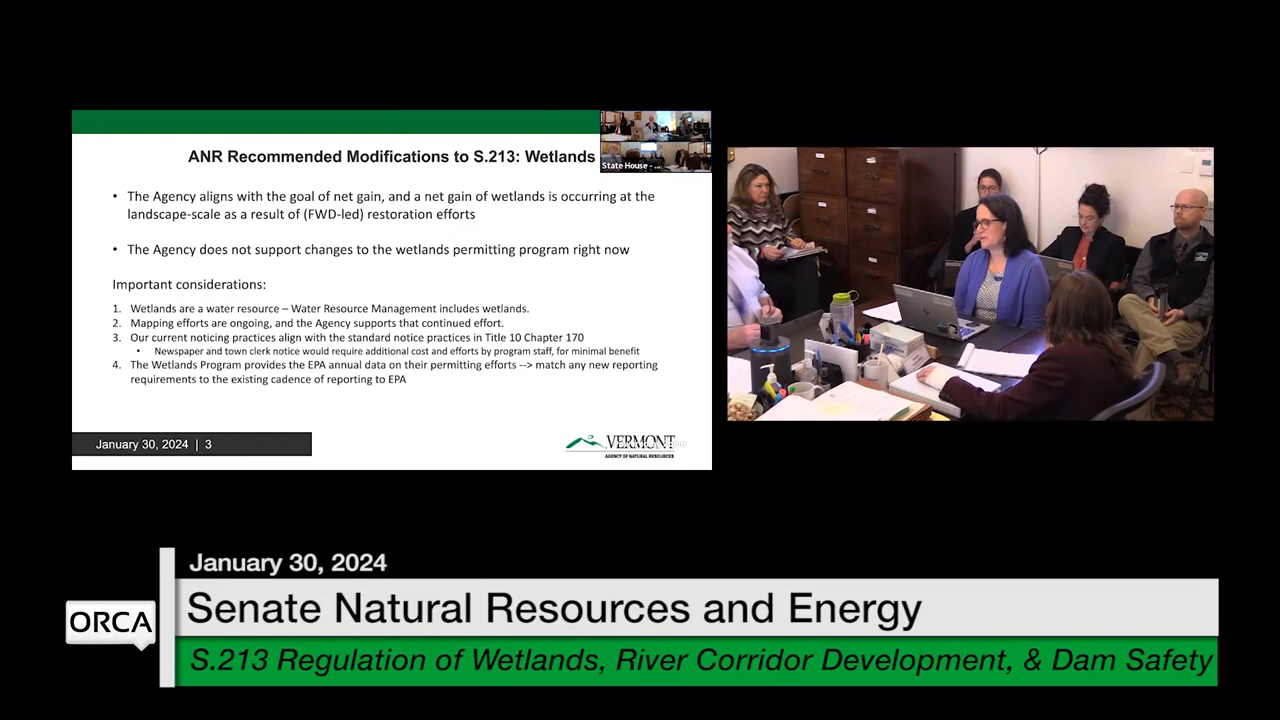 ANR Recommended Modifications to S.213: Wetlands
State House - ...
• The Agency aligns with the goal of net gain, and a net gain of wetlands is occurring at the
landscape-scale as a result of (FWD-led) restoration efforts
• The Agency does not support changes to the wetlands permitting program right now
Important considerations:
1. Wetlands are a water resource – Water Resource Management includes wetlands.
2. Mapping efforts are ongoing, and the Agency supports that continued effort.
3. Our current noticing practices align with the standard notice practices in Title 10 Chapter 170
• Newspaper and town clerk notice would require additional cost and efforts by program staff, for minimal benefit
4. The Wetlands Program provides the EPA annual data on their permitting efforts --> match any new reporting
requirements to the existing cadence of reporting to EPA
January 30, 2024 | 3
VERMONT
AGENCY OF NATURAL RESOURCES
January 30, 2024
ORCA
Senate Natural Resources and Energy
S.213 Regulation of Wetlands, River Corridor Development, & Dam Safety